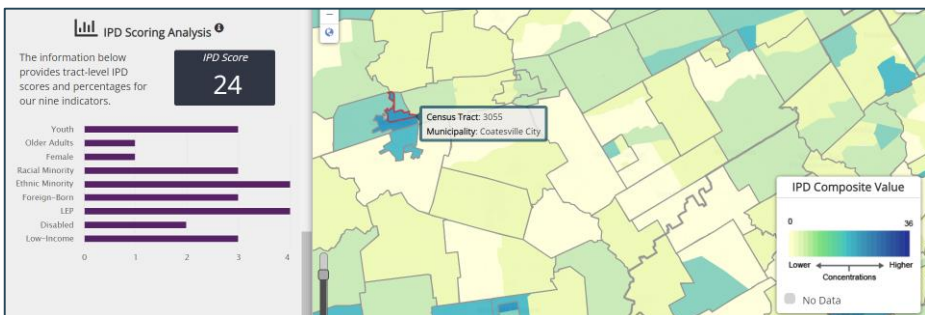 IPD Scoring Analysis
The information below
provides tract-level IPD
scores and percentages for
our nine indicators.
IPD Score
24
Youth
Older Adults
Female
Racial Minority
Ethnic Minority
Foreign-Born
LEP
Disabled
Low-Income
0 1 2 3 4
Census Tract: 3055
Municipality: Coatesville City
IPD Composite Value
0 36
Lower Higher
Concentrations
No Data